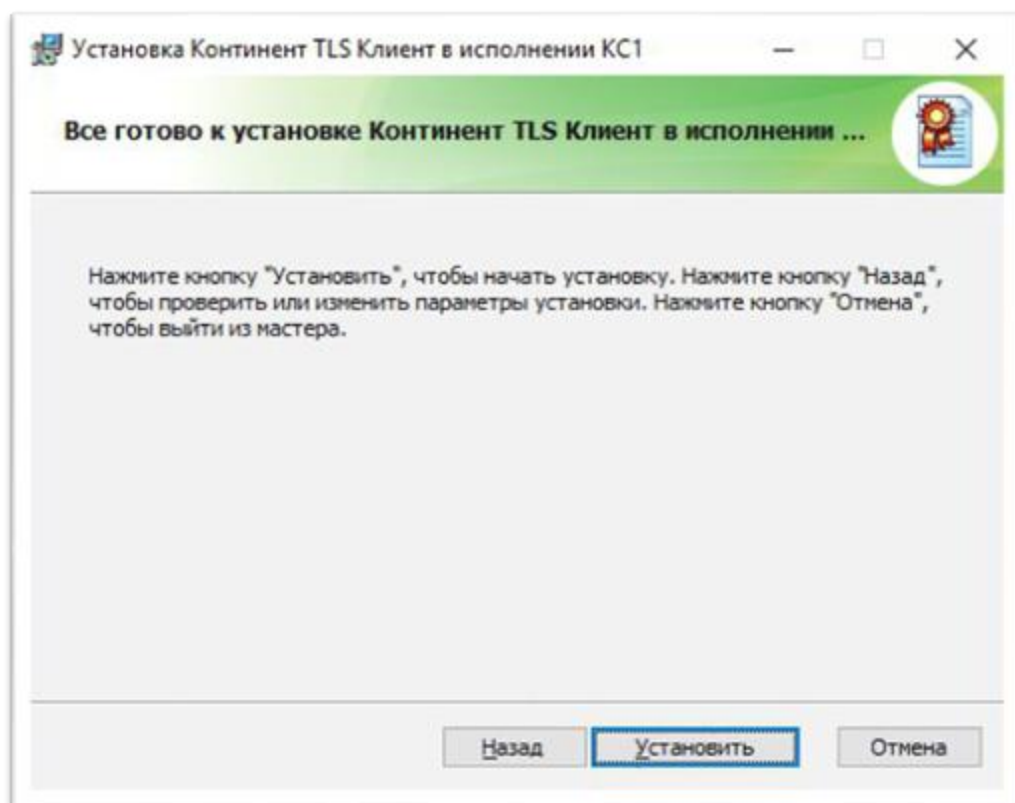 Установка Континент TLS Клиент в исполнении КС1
Все готово к установке Континент TLS Клиент в исполнении ...
Нажмите кнопку "Установить", чтобы начать установку. Нажмите кнопку "Назад",
чтобы проверить или изменить параметры установки. Нажмите кнопку "Отмена",
чтобы выйти из мастера.
Назад
Установить
Отмена